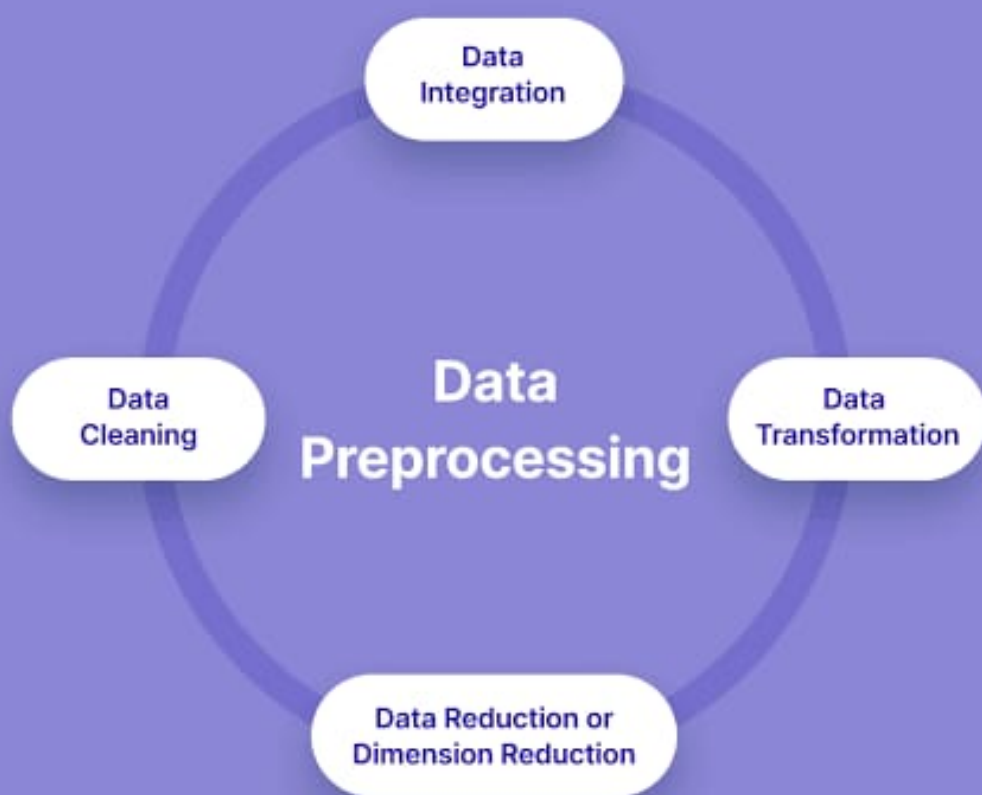 Data
Integration
Data
Cleaning
Data
Preprocessing
Data
Transformation
Data Reduction or
Dimension Reduction